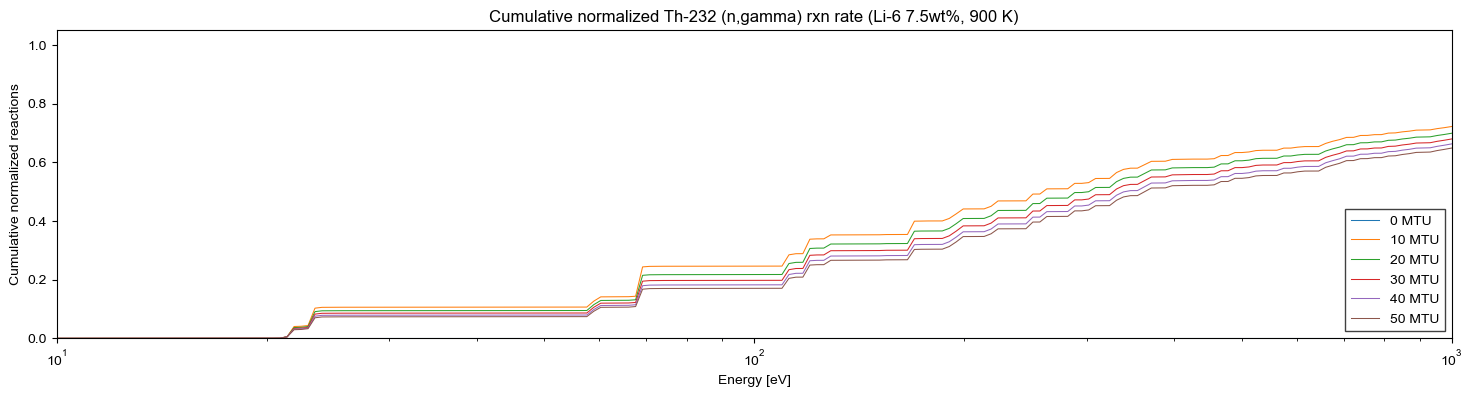 Cumulative normalized Th-232 (n,gamma) rxn rate (Li-6 7.5wt%, 900 K)
Cumulative normalized reactions
1.0
0.8
0.6
0.4
0.2
0.0
0 MTU
10 MTU
20 MTU
30 MTU
40 MTU
50 MTU
10¹
10²
10³
Energy [eV]